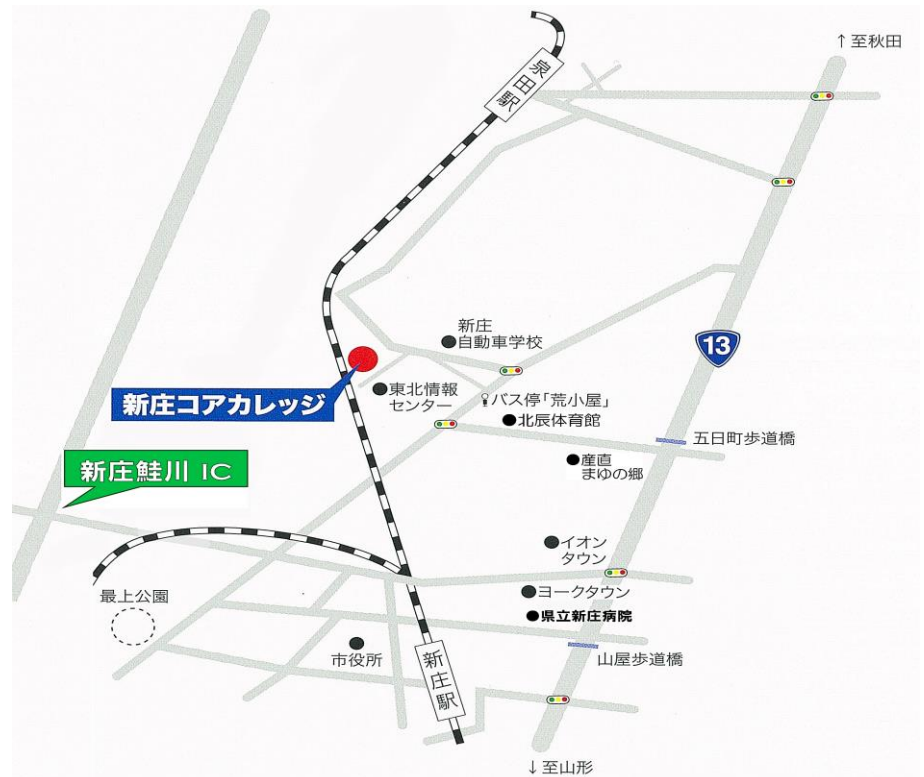 ↑至秋田
泉田駅
13
新庄
自動車学校
新庄コアカレッジ
東北情報
センター
バス停「荒小屋」
北辰体育館
五日町歩道橋
産直
まゆの郷
新庄鮭川 IC
イオン
タウン
最上公園
ヨークタウン
県立新庄病院
市役所
新庄駅
山屋歩道橋
↓至山形